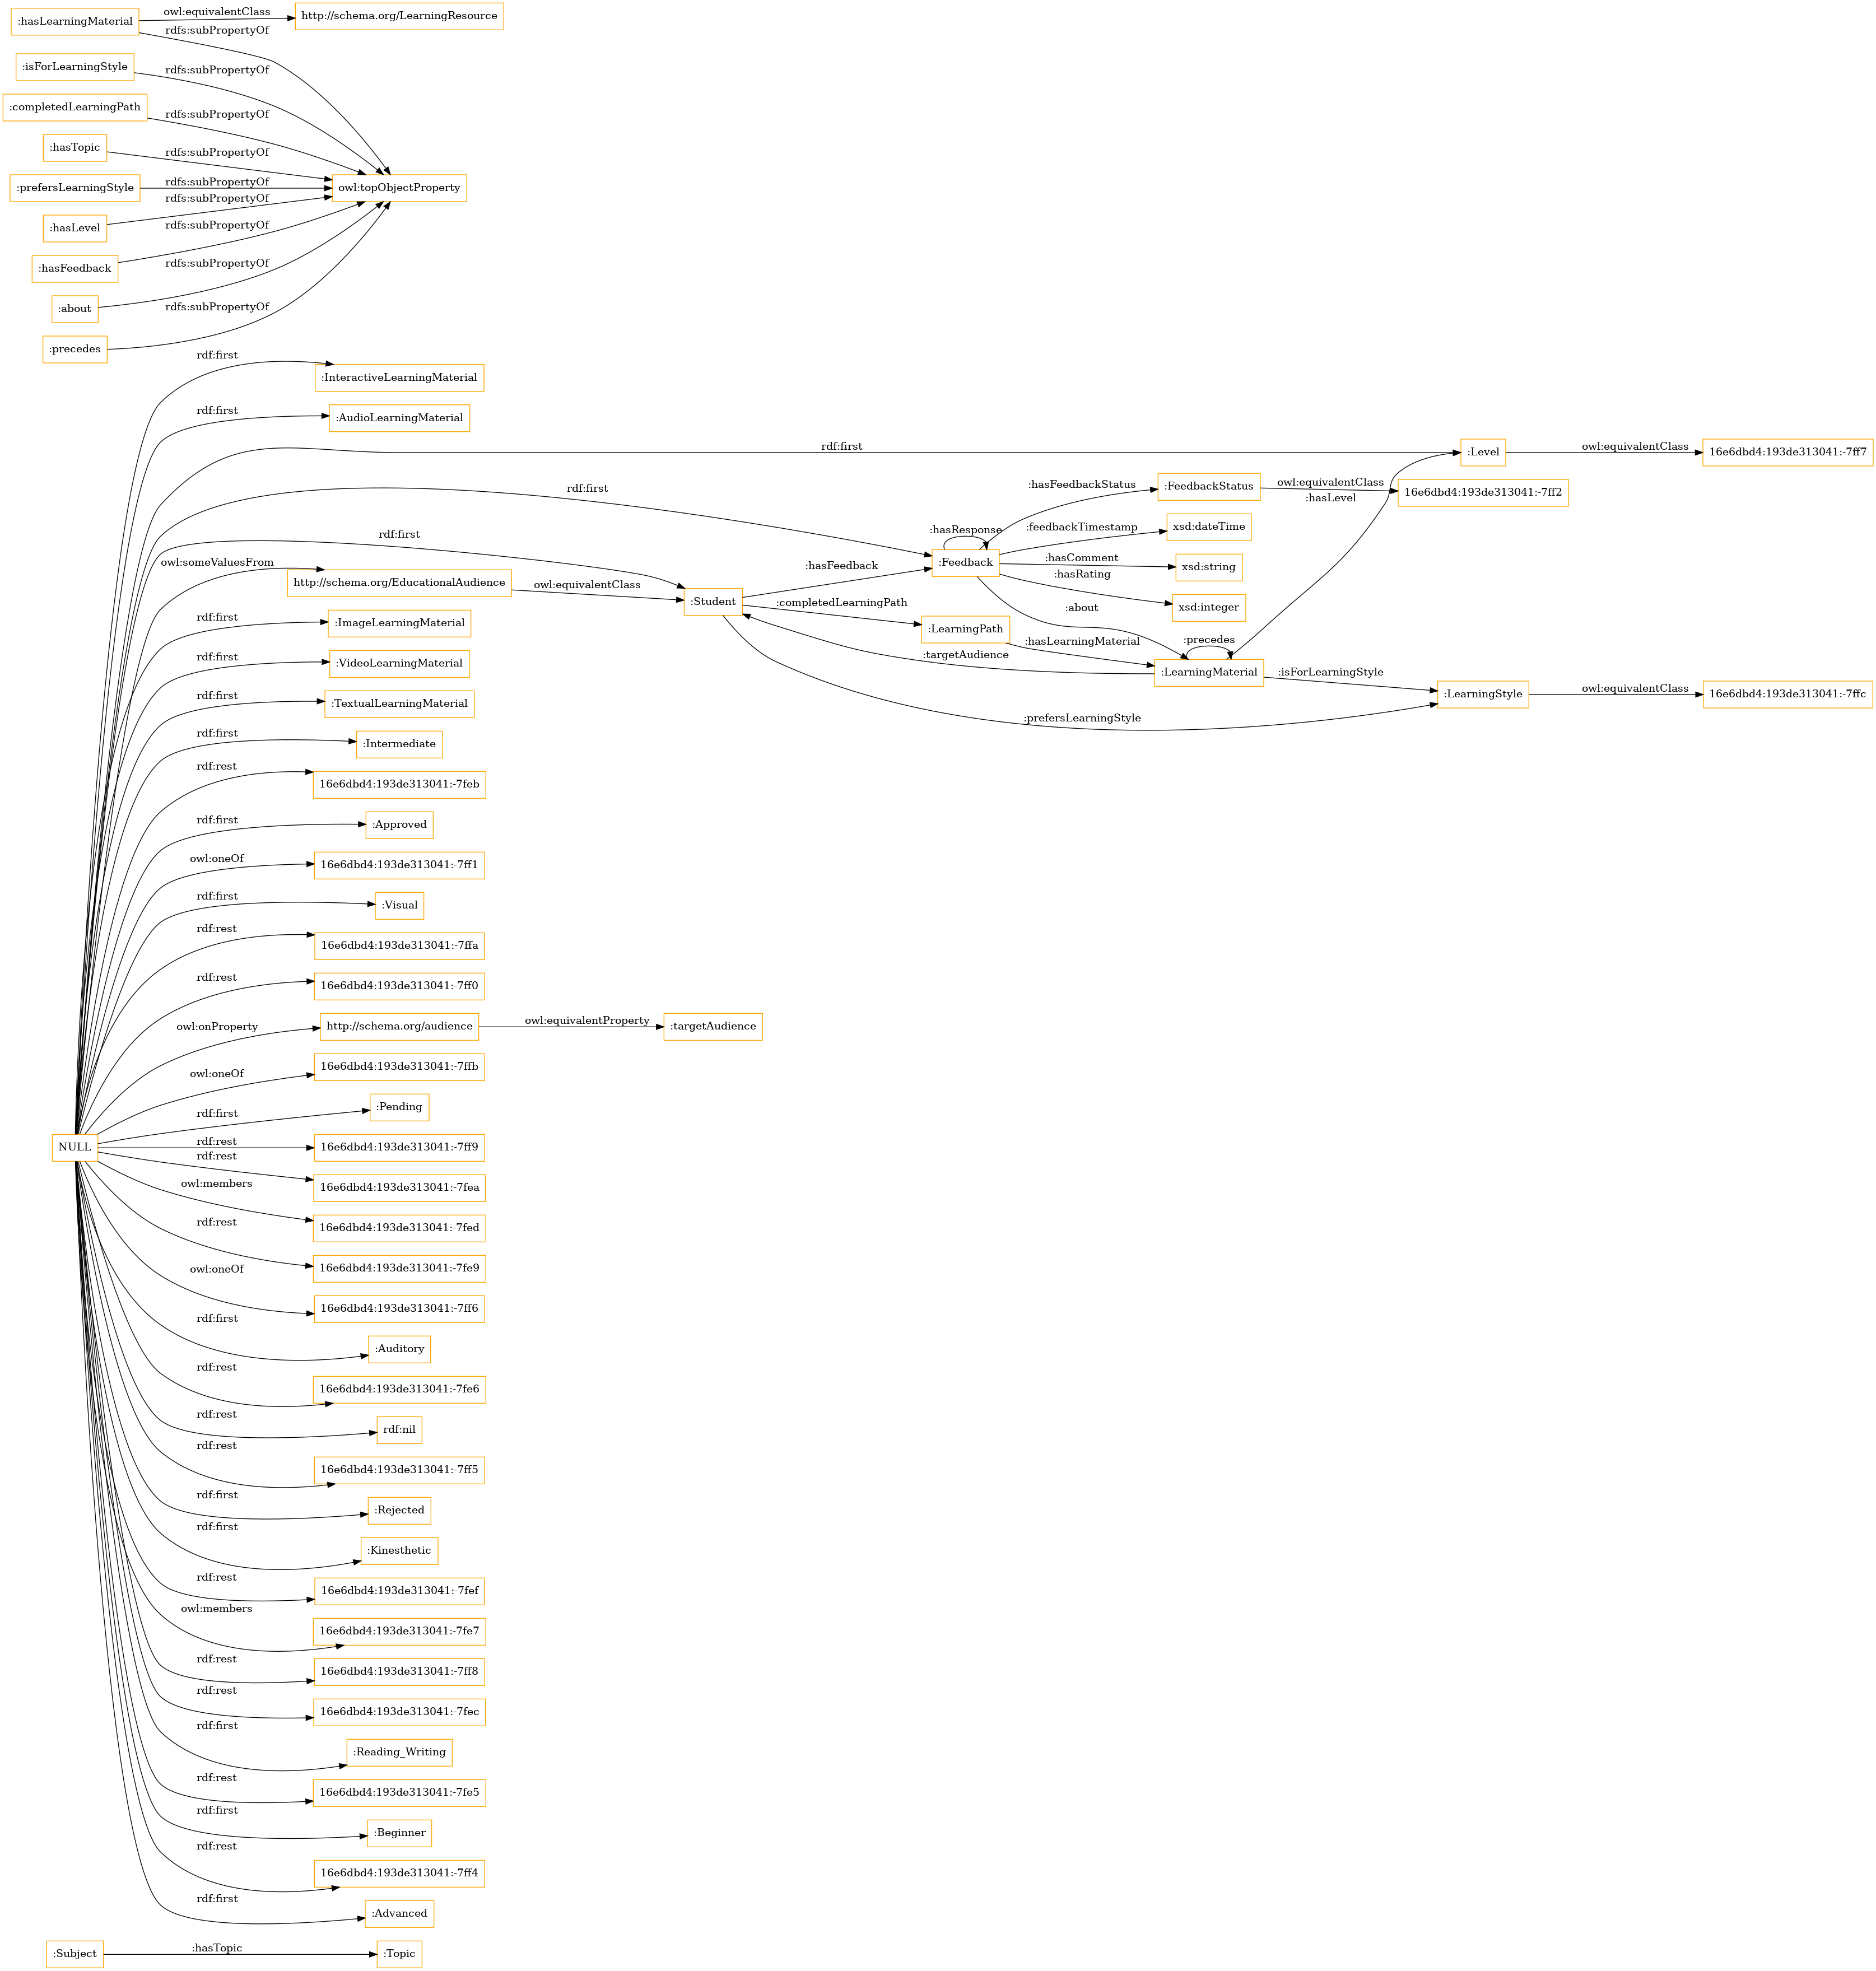 :hasLearningMaterial
owl:equivalentClass
http://schema.org/LearningResource
rdfs:subPropertyOf
:isForLearningStyle
rdfs:subPropertyOf
:completedLearningPath
rdfs:subPropertyOf
:hasTopic
rdfs:subPropertyOf
:prefersLearningStyle
rdfs:subPropertyOf
owl:topObjectProperty
:hasLevel
rdfs:subPropertyOf
:hasFeedback
rdfs:subPropertyOf
:about
rdfs:subPropertyOf
:precedes
rdfs:subPropertyOf
rdf:first
:InteractiveLearningMaterial
rdf:first
:AudioLearningMaterial
rdf:first
:Level
owl:equivalentClass
16e6dbd4:193de313041:-7ff7
rdf:first
:hasFeedbackStatus
:FeedbackStatus
owl:equivalentClass
16e6dbd4:193de313041:-7ff2
:hasLevel
rdf:first
:hasResponse
:Feedback
:feedbackTimestamp
xsd:dateTime
:hasComment
xsd:string
:hasRating
xsd:integer
owl:someValuesFrom
http://schema.org/EducationalAudience
owl:equivalentClass
:Student
:hasFeedback
:completedLearningPath
:LearningPath
:about
:hasLearningMaterial
:targetAudience
:precedes
:LearningMaterial
:isForLearningStyle
:LearningStyle
owl:equivalentClass
16e6dbd4:193de313041:-7ffc
:prefersLearningStyle
rdf:first
:ImageLearningMaterial
rdf:first
:VideoLearningMaterial
rdf:first
:TextualLearningMaterial
rdf:first
:Intermediate
rdf:rest
16e6dbd4:193de313041:-7feb
rdf:first
:Approved
owl:oneOf
16e6dbd4:193de313041:-7ff1
rdf:first
:Visual
rdf:rest
16e6dbd4:193de313041:-7ffa
rdf:rest
16e6dbd4:193de313041:-7ff0
owl:onProperty
http://schema.org/audience
owl:equivalentProperty
:targetAudience
owl:oneOf
16e6dbd4:193de313041:-7ffb
rdf:first
:Pending
NULL
rdf:rest
16e6dbd4:193de313041:-7ff9
rdf:rest
16e6dbd4:193de313041:-7fea
owl:members
16e6dbd4:193de313041:-7fed
rdf:rest
16e6dbd4:193de313041:-7fe9
owl:oneOf
16e6dbd4:193de313041:-7ff6
rdf:first
:Auditory
rdf:rest
16e6dbd4:193de313041:-7fe6
rdf:rest
rdf:nil
rdf:rest
16e6dbd4:193de313041:-7ff5
rdf:first
:Rejected
rdf:first
:Kinesthetic
rdf:rest
16e6dbd4:193de313041:-7fef
owl:members
16e6dbd4:193de313041:-7fe7
rdf:rest
16e6dbd4:193de313041:-7ff8
rdf:rest
16e6dbd4:193de313041:-7fec
rdf:first
:Reading_Writing
rdf:rest
16e6dbd4:193de313041:-7fe5
rdf:first
:Beginner
rdf:rest
16e6dbd4:193de313041:-7ff4
rdf:first
:Advanced
:Subject
:hasTopic
:Topic